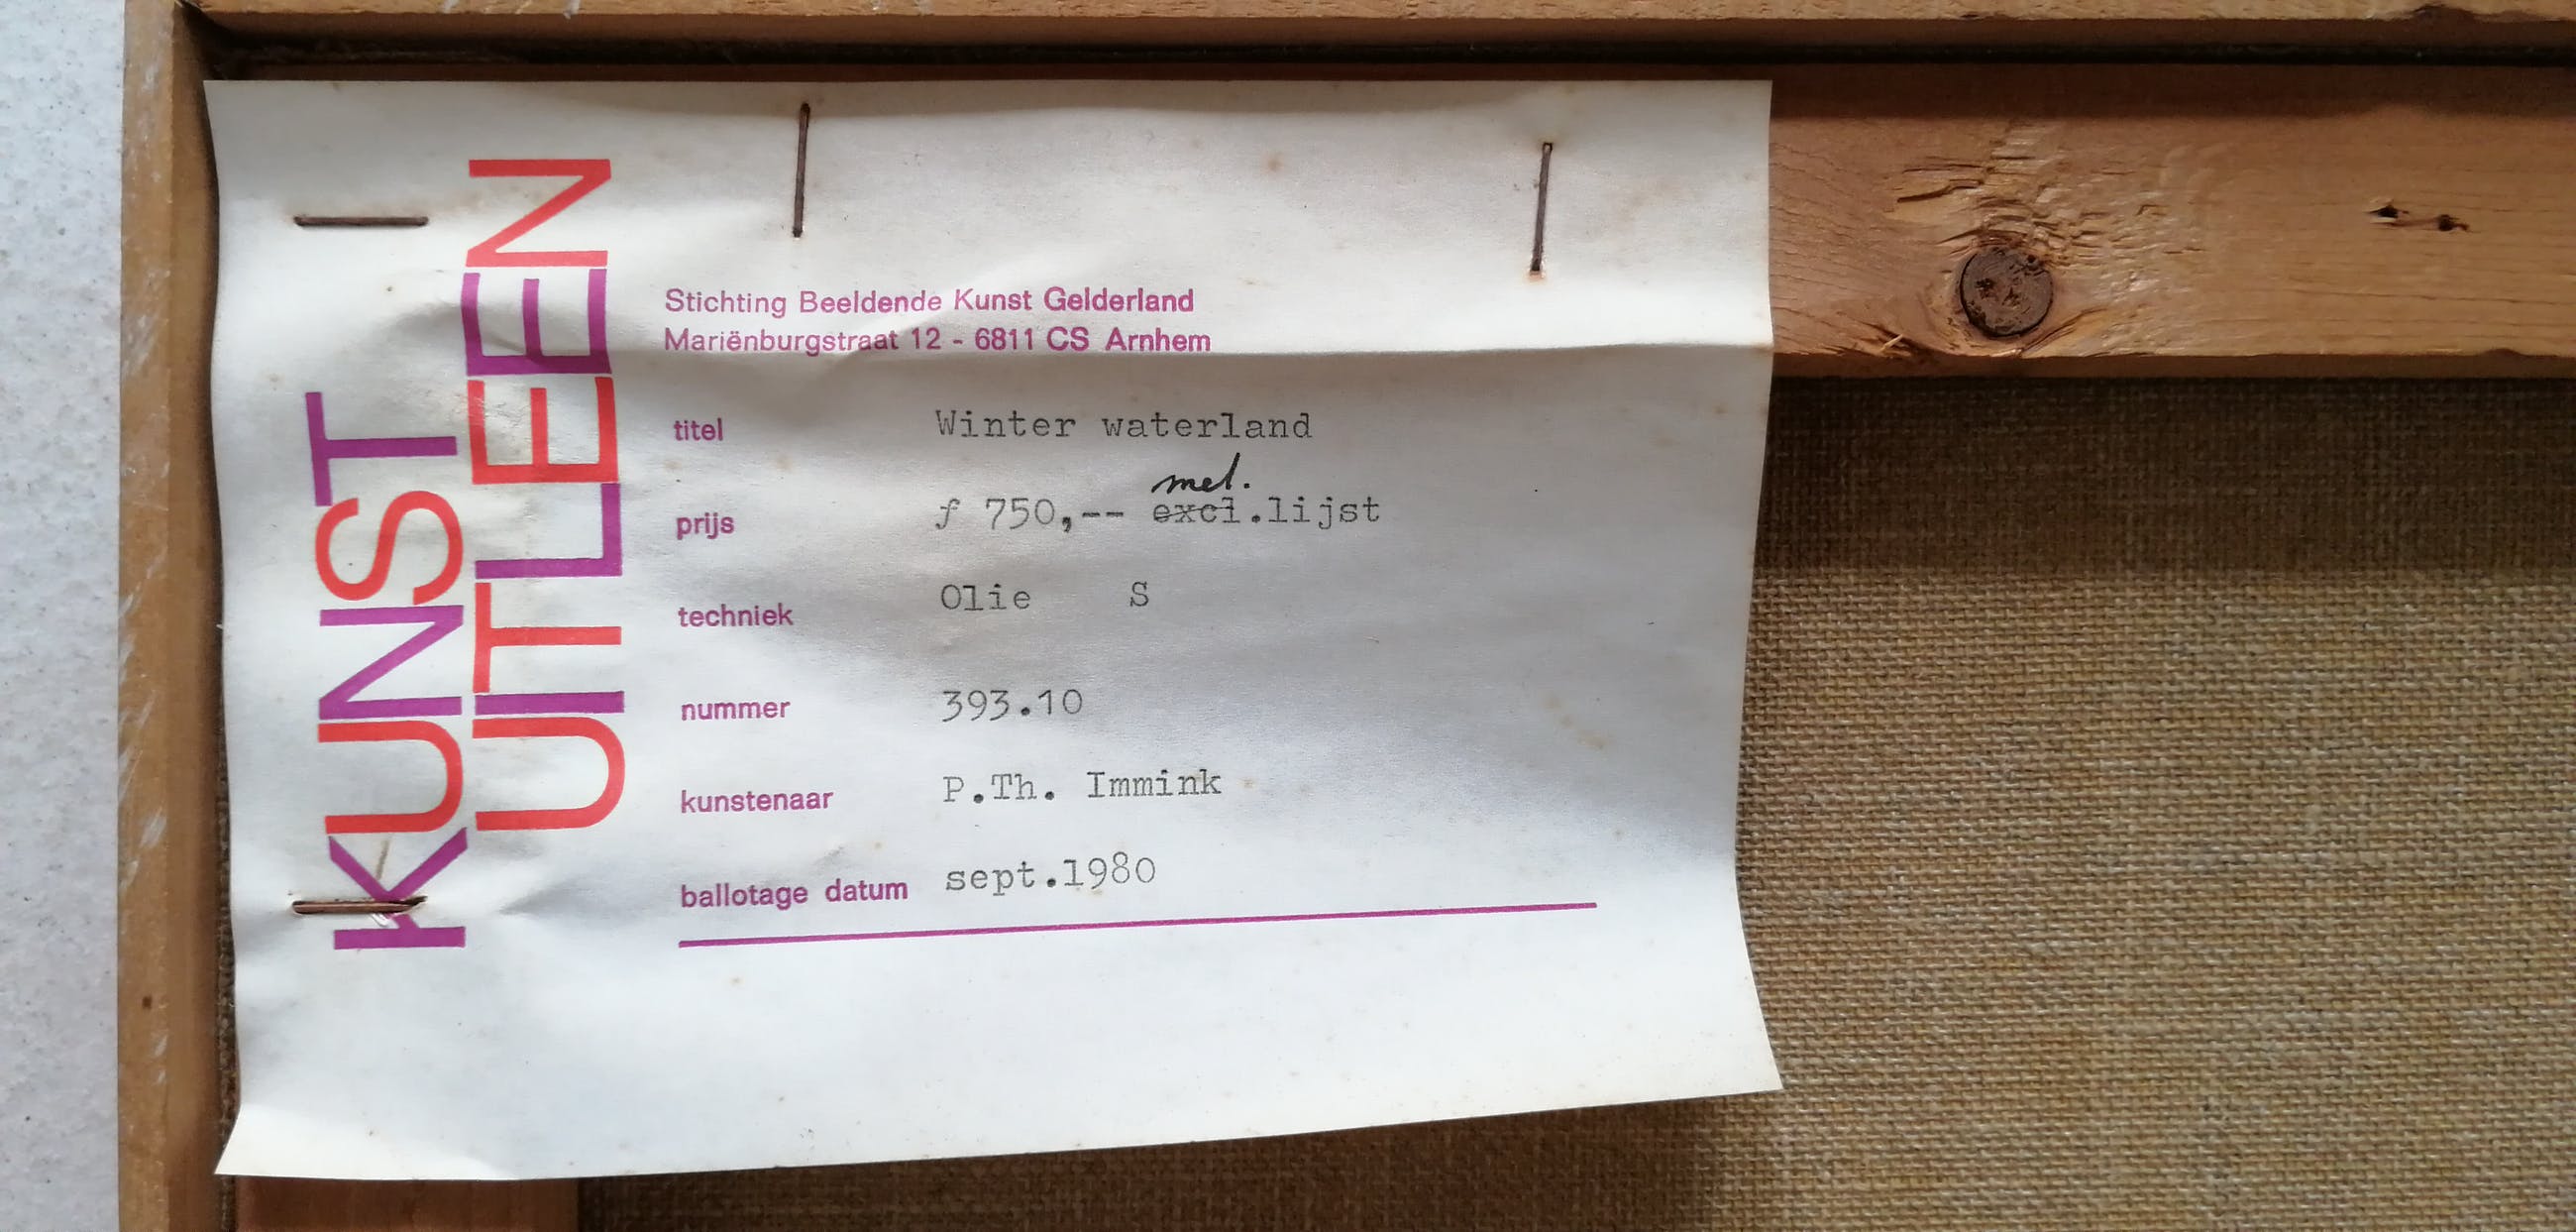 KUNST
UITLEEN
Stichting Beeldende Kunst Gelderland
Mariënburgstraat 12 - 6811 CS Arnhem
titel Winter waterland
met.
prijs ƒ 750,-- excl.lijst
techniek Olie S
nummer 393.10
kunstenaar P.Th. Immink
ballotage datum sept.1980